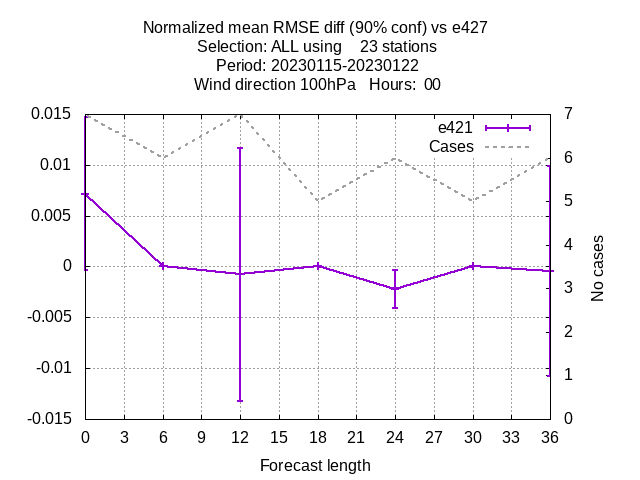 Normalized mean RMSE diff (90% conf) vs e427
Selection: ALL using    23 stations
Period: 20230115-20230122
Wind direction 100hPa   Hours:  00
e421
Cases
0.015
0.01
0.005
0
-0.005
-0.01
-0.015
7
6
5
4
3
2
1
0
No cases
0 3 6 9 12 15 18 21 24 27 30 33 36
Forecast length